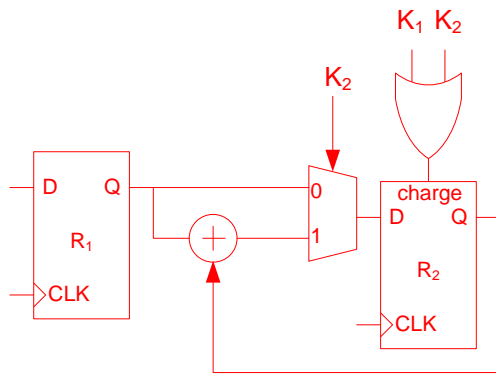 K₁ K₂
K₂
D Q
R₁
CLK
0
1
+
charge
D Q
R₂
CLK